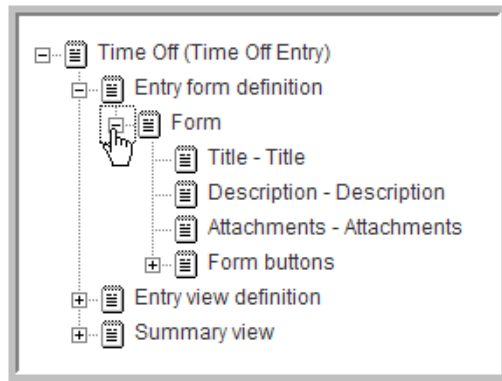 Time Off (Time Off Entry)
Entry form definition
Form
Title - Title
Description - Description
Attachments - Attachments
Form buttons
Entry view definition
Summary view